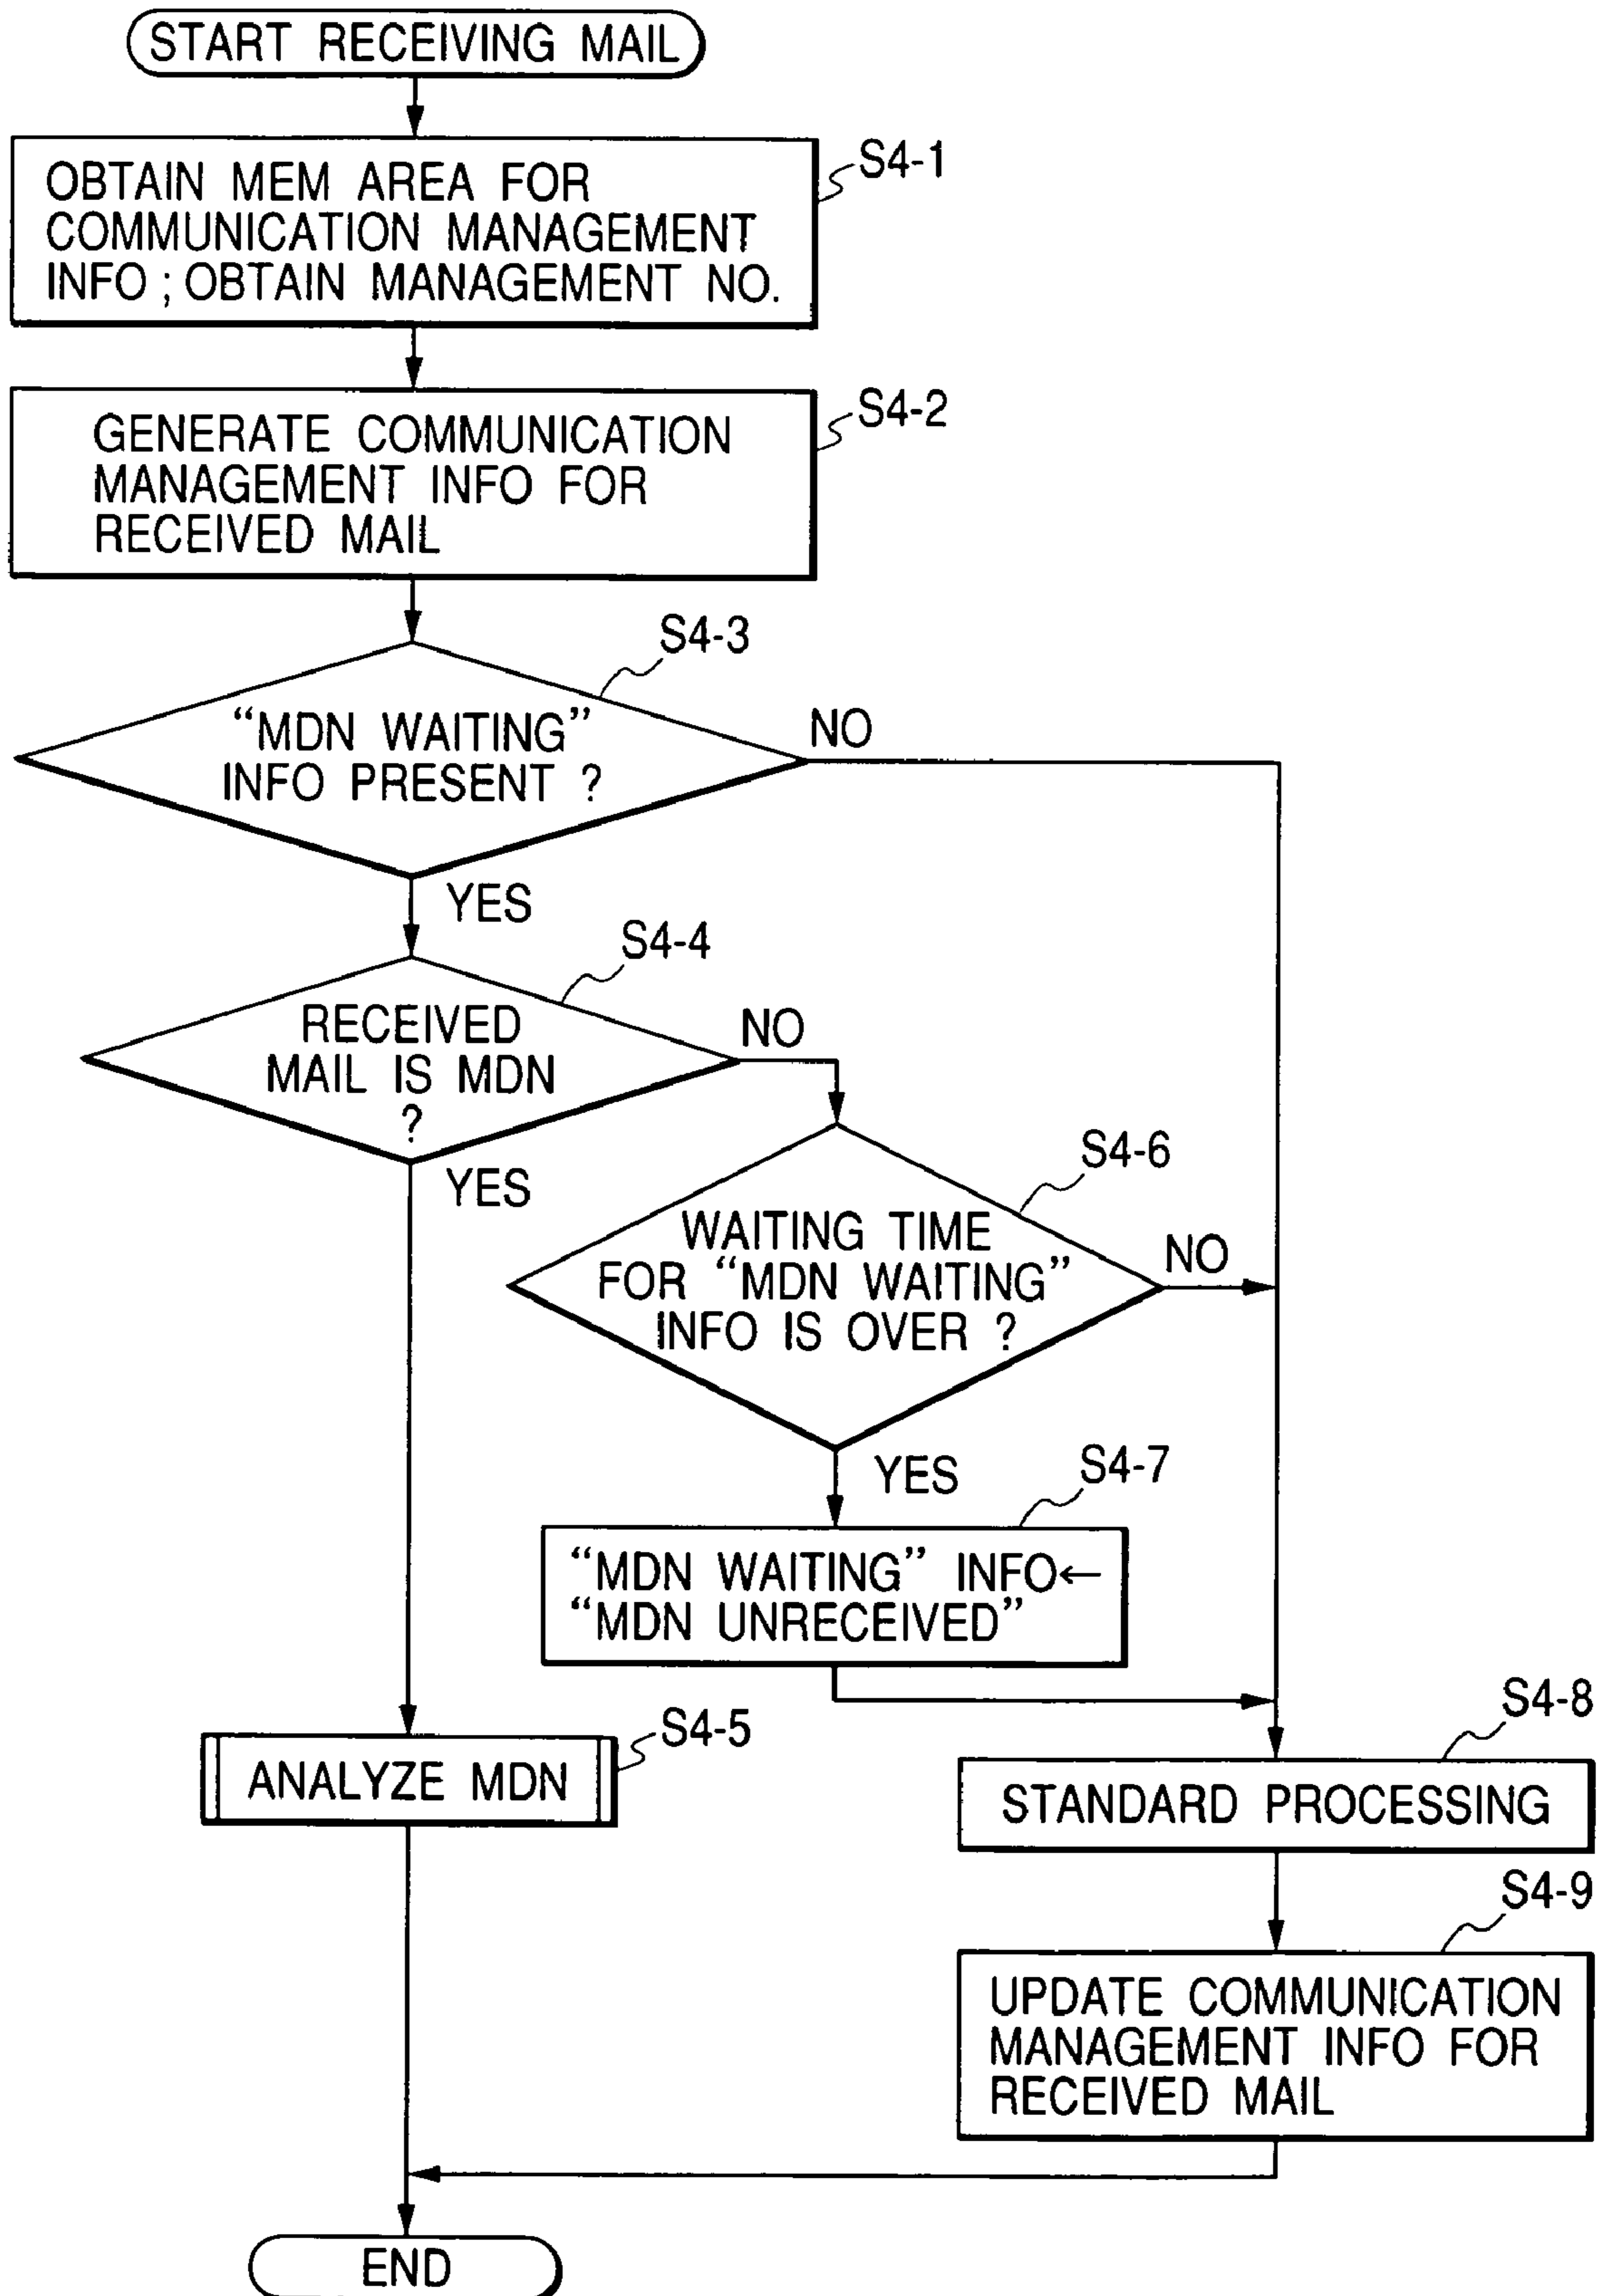 START RECEIVING MAIL
S4-1
OBTAIN MEM AREA FOR
COMMUNICATION MANAGEMENT
INFO ; OBTAIN MANAGEMENT NO.
S4-2
GENERATE COMMUNICATION
MANAGEMENT INFO FOR
RECEIVED MAIL
S4-3
“MDN WAITING”
INFO PRESENT ?
NO
YES
S4-4
RECEIVED
MAIL IS MDN
?
NO
YES
S4-6
WAITING TIME
FOR “MDN WAITING”
INFO IS OVER ?
NO
YES
S4-7
“MDN WAITING” INFO←
“MDN UNRECEIVED”
S4-5
ANALYZE MDN
S4-8
STANDARD PROCESSING
S4-9
UPDATE COMMUNICATION
MANAGEMENT INFO FOR
RECEIVED MAIL
END